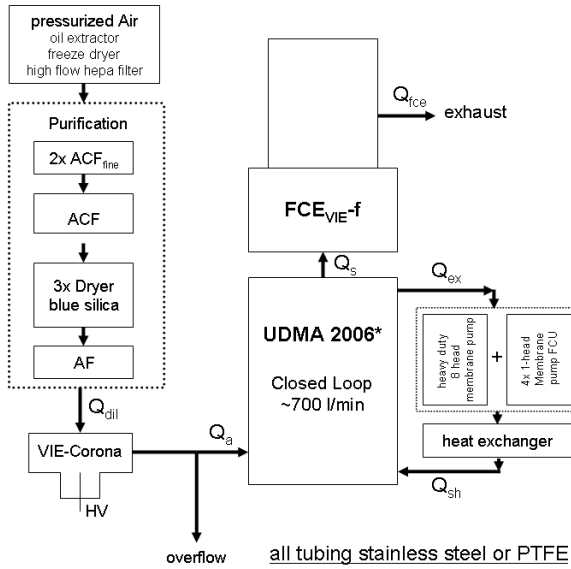 pressurized Air
oil extractor
freeze dryer
high flow hepa filter
Purification
2x ACFfine
ACF
3x Dryer
blue silica
AF
Qdil
VIE-Corona
HV
Qa
overflow
Qfce
exhaust
FCEVIE-f
Qs
UDMA 2006*
Closed Loop
~700 l/min
Qex
heavy duty
8 head
membrane pump
+
4x 1-head
Membrane
pump FCU
heat exchanger
Qsh
all tubing stainless steel or PTFE